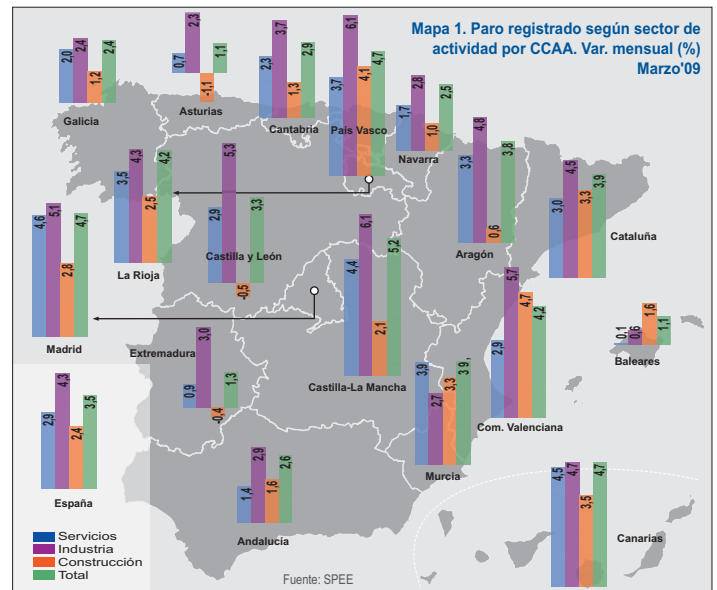 Mapa 1. Paro registrado según sector de
actividad por CCAA. Var. mensual (%)
Marzo'09
2,0 2,4 1,2 2,4
Galicia
0,7 2,3 -1,1 1,1
Asturias
2,3 3,7 1,3 2,9
Cantabria
3,7 6,1 4,1 4,7
País Vasco
1,7 2,8 1,0 2,5
Navarra
3,3 4,8 0,6 3,8
Aragón
3,0 4,5 3,3 3,9
Cataluña
3,5 4,3 2,5 4,2
La Rioja
2,9 5,3 -0,5 3,3
Castilla y León
4,6 5,1 2,8 4,7
Madrid
4,4 6,1 2,1 5,2
Castilla-La Mancha
2,9 5,7 4,7 4,2
Com. Valenciana
0,1 0,6 1,6 1,1
Baleares
0,9 3,0 -0,4 1,3
Extremadura
3,9 2,7 3,3 3 9,
Murcia
2,9 4,3 2,4 3,5
España
1,4 2,9 1,6 2,6
Andalucía
4,5 4,7 3,5 4,7
Canarias
Servicios
Industria
Construcción
Total
Fuente: SPEE